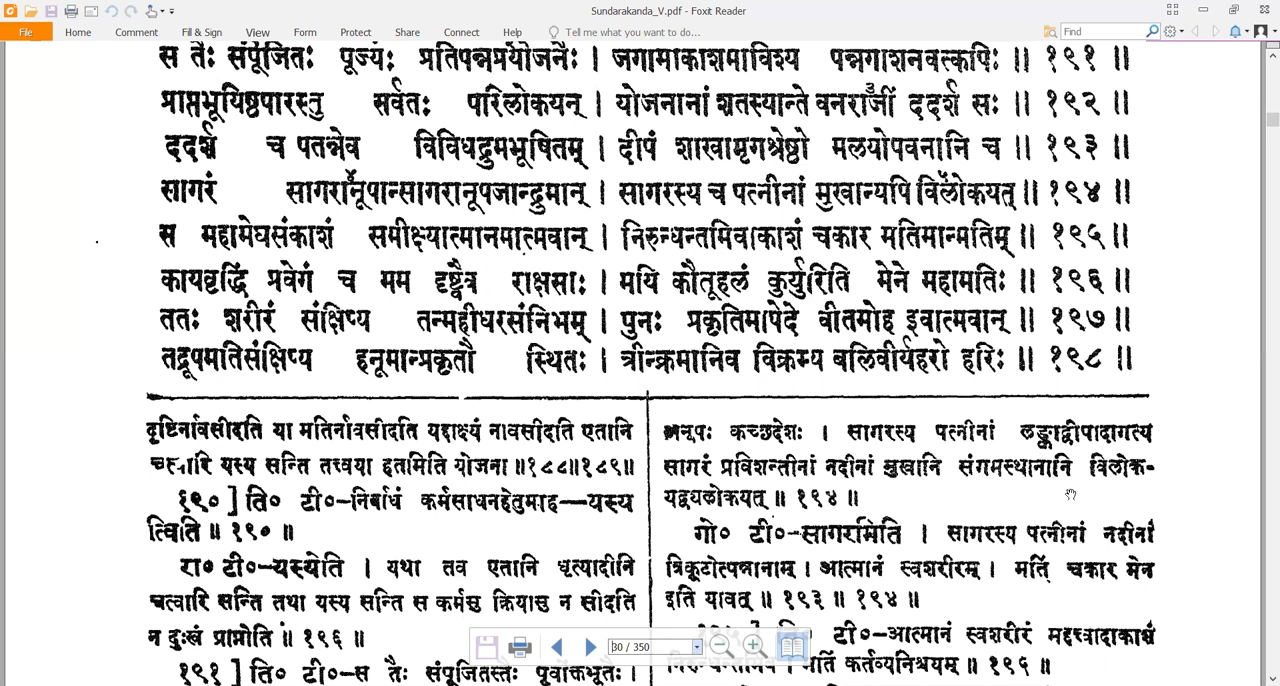 Sundarakanda_V.pdf - Foxit Reader
File Home Comment Fill & Sign View Form Protect Share Connect Help Tell me what you want to do... Find
स तैः संपूजितः पूज्यः प्रतिपन्नप्रयोजनैः । जगामाकाशमाविश्य पन्नगाशनवत्कपिः ॥ १९१ ॥
प्राप्तभूयिष्ठपारस्तु सर्वतः परिलोकयन् । योजनानां शतस्यान्ते वनराजीं ददर्श सः ॥ १९२ ॥
ददर्श च पतन्नेव विविधद्रुमभूषितम् । द्वीपं शाखामृगश्रेष्ठो मलयोपवनानि च ॥ १९३ ॥
सागरं सागरानूपान्सागरानूपजान्द्रुमान् । सागरस्य च पत्नीनां मुखान्यपि विलोकयत् ॥ १९४ ॥
स महामेघसंकाशं समीक्ष्यात्मानमात्मवान् । निरुन्धन्तमिवाकाशं चकार मतिमान्मतिम् ॥ १९५ ॥
कायवृद्धिं प्रवेगं च मम दृष्ट्वैव राक्षसाः । मयि कौतूहलं कुर्युरिति मेने महामतिः ॥ १९६ ॥
ततः शरीरं संक्षिप्य तन्महीधरसंनिभम् । पुनः प्रकृतिमापेदे वीतमोह इवात्मवान् ॥ १९७ ॥
तद्रूपमतिसंक्षिप्य हनूमान्प्रकृतौ स्थितः । त्रीन्क्रमानिव विक्रम्य बलिवीर्यहरो हरिः ॥ १९८ ॥
दृष्टिर्नावसीदति या मतिर्नावसीदति यद्दाक्ष्यं नावसीदति एतानि
चत्वारि यस्य सन्ति तत्त्वया हतमिति योजना ॥१८८॥१८९॥
१९० ] ति० टी०-निर्बाधं कर्मसाधनहेतुमाह—यस्य
त्विति ॥ १९० ॥
रा० टी०-यस्येति । यथा तव एतानि धृत्यादीनि
चत्वारि सन्ति तथा यस्य सन्ति स कर्मसु क्रियासु न सीदति
न दुःखं प्राप्नोति ॥ १९६ ॥
१९१ ] ति० टी०-स तैः संपूजितस्तैः पूर्वोक्तभूतैः ।
अनूपः कच्छदेशः । सागरस्य पत्नीनां लङ्काद्वीपादागत्य
सागरं प्रविशन्तीनां नदीनां मुखानि संगमस्थानानि विलोक-
यद्व्यलोकयत् ॥ १९४ ॥
गो० टी०-सागरमिति । सागरस्य पत्नीनां नदीनां
त्रिकूटोत्पन्नानाम् । आत्मानं स्वशरीरम् । मतिं चकार मेन
इति यावत् ॥ १९३ ॥ १९४ ॥
टी०-आत्मानं स्वशरीरं महत्त्वादाकाशं
मतिं कर्तव्यनिश्चयम् ॥ १९५ ॥
30 / 350